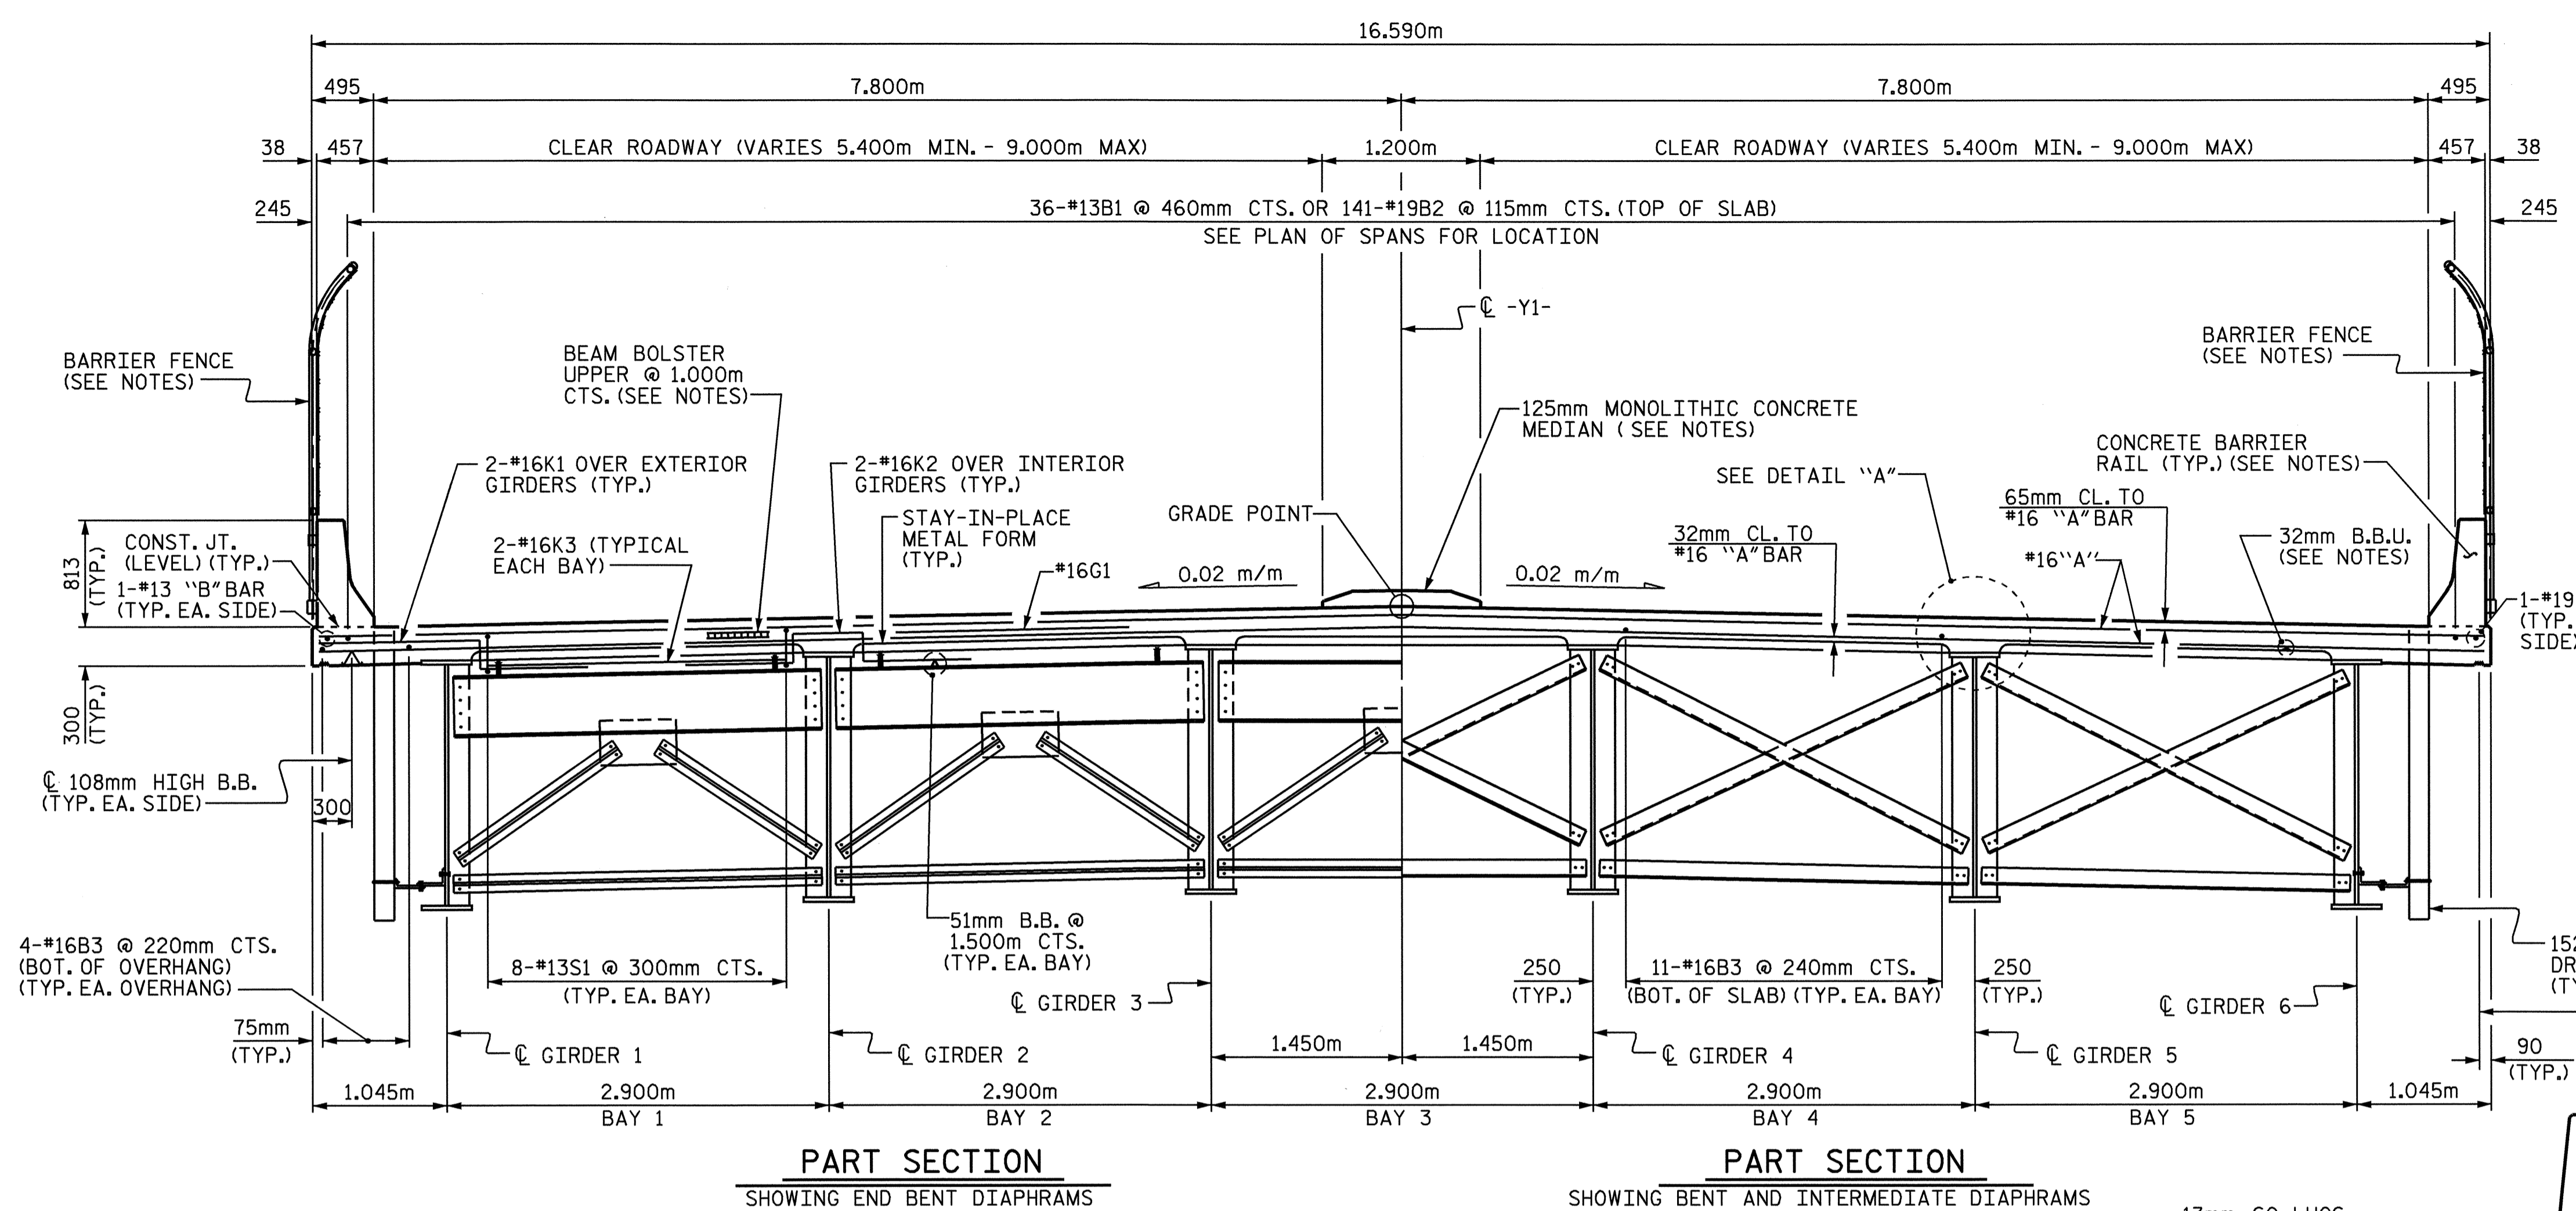 16.590m
495
7.800m
7.800m
495
38
457
CLEAR ROADWAY (VARIES 5.400m MIN. - 9.000m MAX)
1.200m
CLEAR ROADWAY (VARIES 5.400m MIN. - 9.000m MAX)
457
38
245
36-#13B1 @ 460mm CTS. OR 141-#19B2 @ 115mm CTS. (TOP OF SLAB)
245
SEE PLAN OF SPANS FOR LOCATION
℄ -Y1-
BARRIER FENCE
(SEE NOTES)
BEAM BOLSTER
UPPER @ 1.000m
CTS. (SEE NOTES)
BARRIER FENCE
(SEE NOTES)
125mm MONOLITHIC CONCRETE
MEDIAN ( SEE NOTES)
2-#16K1 OVER EXTERIOR
GIRDERS (TYP.)
2-#16K2 OVER INTERIOR
GIRDERS (TYP.)
SEE DETAIL "A"
CONCRETE BARRIER
RAIL (TYP.) (SEE NOTES)
STAY-IN-PLACE
METAL FORM
(TYP.)
GRADE POINT
65mm CL. TO
#16 "A" BAR
32mm CL. TO
#16 "A" BAR
#16"A"
32mm B.B.U.
(SEE NOTES)
813
(TYP.)
CONST. JT.
(LEVEL) (TYP.)
1-#13 "B" BAR
(TYP. EA. SIDE)
2-#16K3 (TYPICAL
EACH BAY)
#16G1
0.02 m/m
0.02 m/m
1-#19
(TYP.
SIDE)
300
(TYP.)
℄ 108mm HIGH B.B.
(TYP. EA. SIDE)
300
4-#16B3 @ 220mm CTS.
(BOT. OF OVERHANG)
(TYP. EA. OVERHANG)
8-#13S1 @ 300mm CTS.
(TYP. EA. BAY)
51mm B.B. @
1.500m CTS.
(TYP. EA. BAY)
℄ GIRDER 3
250
(TYP.)
11-#16B3 @ 240mm CTS.
(BOT. OF SLAB) (TYP. EA. BAY)
250
(TYP.)
℄ GIRDER 6
152
DR
(TY
75mm
(TYP.)
℄ GIRDER 1
℄ GIRDER 2
1.450m
1.450m
℄ GIRDER 4
℄ GIRDER 5
90
(TYP.)
1.045m
2.900m
2.900m
2.900m
2.900m
2.900m
1.045m
BAY 1
BAY 2
BAY 3
BAY 4
BAY 5
PART SECTION
SHOWING END BENT DIAPHRAMS
PART SECTION
SHOWING BENT AND INTERMEDIATE DIAPHRAMS